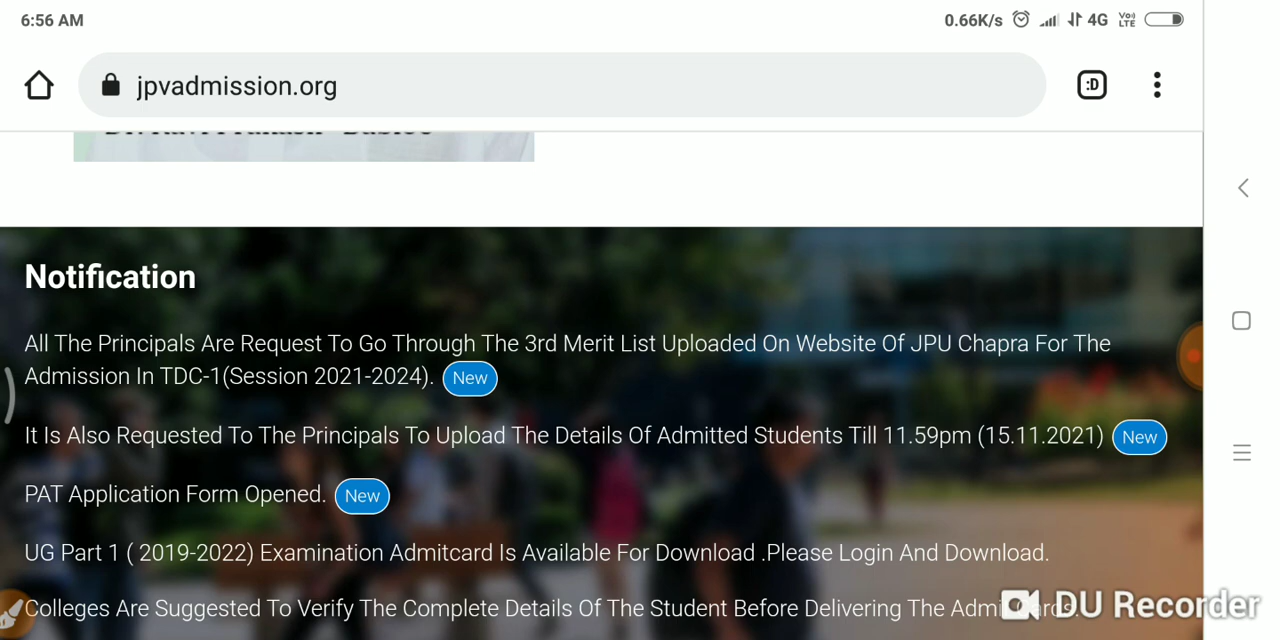 6:56 AM
0.66K/s 4G Vo)) LTE
:D
jpvadmission.org
Notification
All The Principals Are Request To Go Through The 3rd Merit List Uploaded On Website Of JPU Chapra For The
Admission In TDC-1(Session 2021-2024). New
It Is Also Requested To The Principals To Upload The Details Of Admitted Students Till 11.59pm (15.11.2021) New
PAT Application Form Opened. New
UG Part 1 ( 2019-2022) Examination Admitcard Is Available For Download .Please Login And Download.
Colleges Are Suggested To Verify The Complete Details Of The Student Before Delivering The
DU Recorder